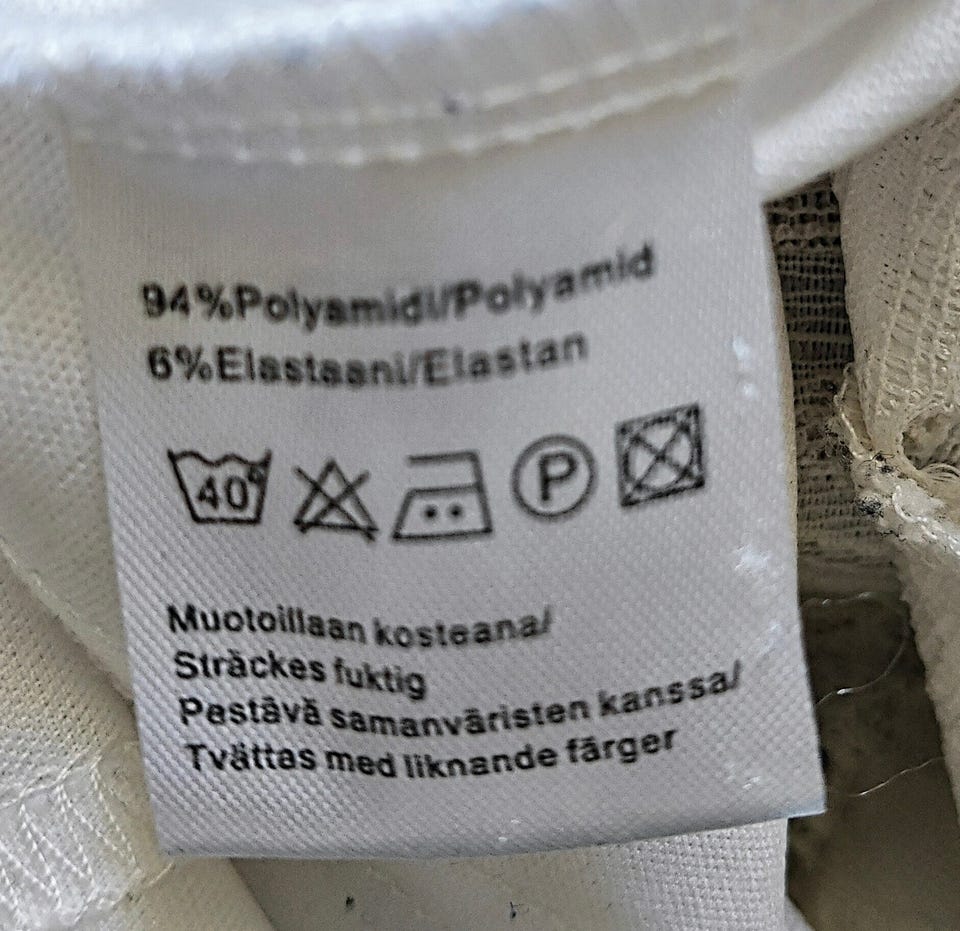 94%Polyamidi/Polyamid
6%Elastaani/Elastan
40° P
Muotoillaan kosteana/
Sträckes fuktig
Pestävä samanväristen kanssa/
Tvättas med liknande färger